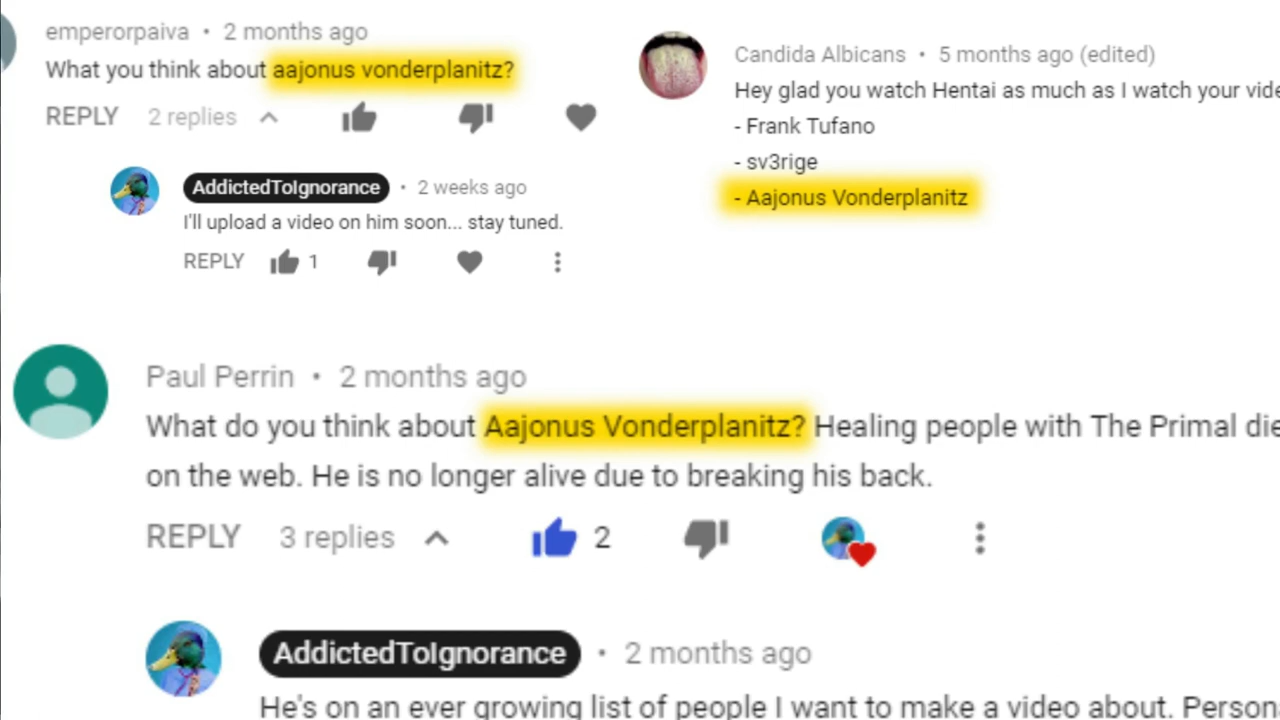 emperorpaiva • 2 months ago
What you think about aajonus vonderplanitz?
REPLY 2 replies
AddictedToIgnorance • 2 weeks ago
I'll upload a video on him soon... stay tuned.
REPLY 1
Candida Albicans • 5 months ago (edited)
Hey glad you watch Hentai as much as I watch your
- Frank Tufano
- sv3rige
- Aajonus Vonderplanitz
Paul Perrin • 2 months ago
What do you think about Aajonus Vonderplanitz? Healing people with The Primal
on the web. He is no longer alive due to breaking his back.
REPLY 3 replies 2
AddictedToIgnorance • 2 months ago
He's on an ever growing list of people I want to make a video about.